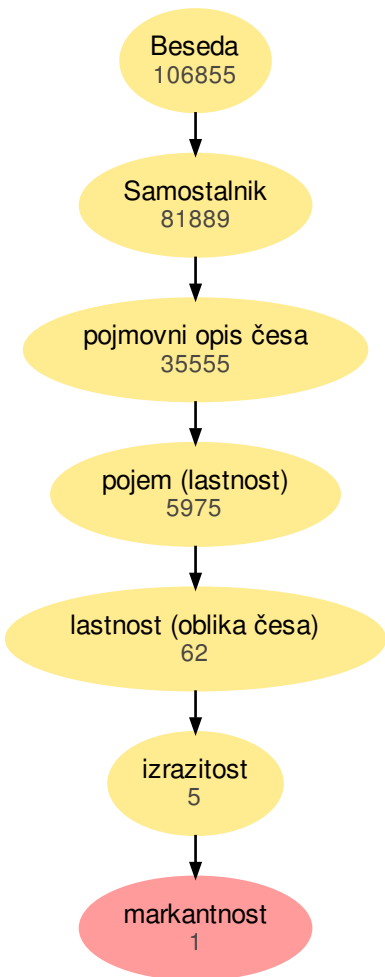 Beseda
106855
Samostalnik
81889
pojmovni opis česa
35555
pojem (lastnost)
5975
lastnost (oblika česa)
62
izrazitost
5
markantnost
1